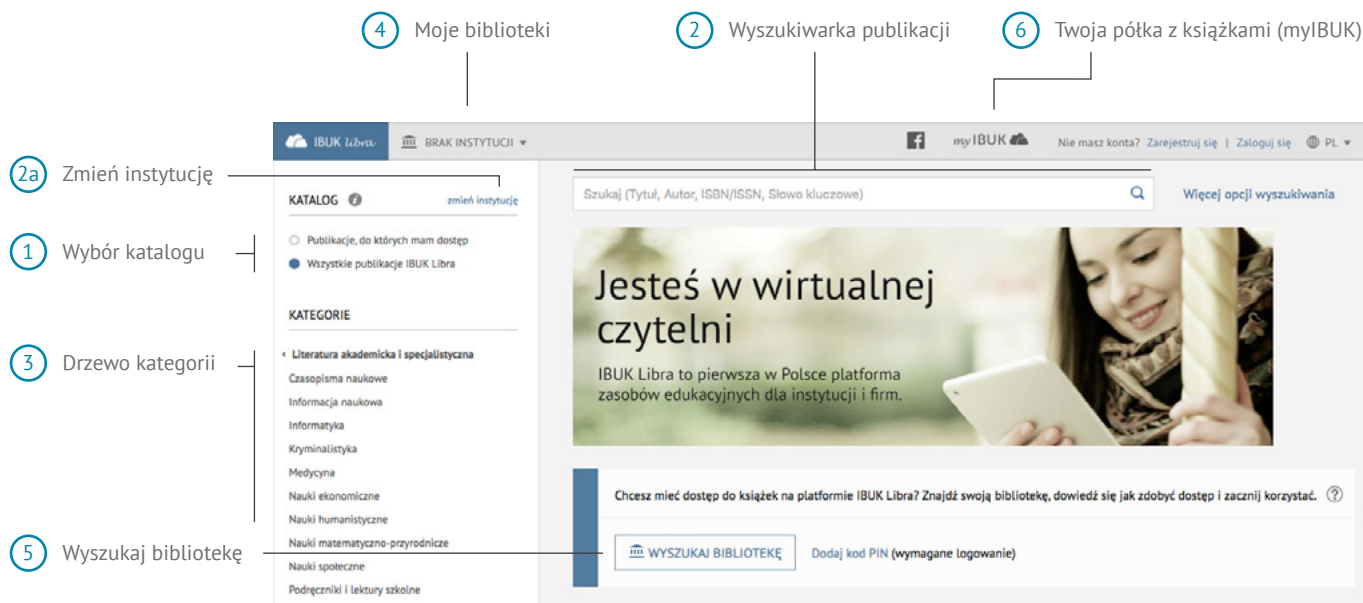 4 Moje biblioteki
2 Wyszukiwarka publikacji
6 Twoja półka z książkami (myIBUK)
IBUK Libra
BRAK INSTYTUCJI
f
myIBUK
Nie masz konta? Zarejestruj się | Zaloguj się
PL
2a Zmień instytucję
KATALOG i
zmień instytucję
Szukaj (Tytuł, Autor, ISBN/ISSN, Słowo kluczowe)
Więcej opcji wyszukiwania
1 Wybór katalogu
Publikacje, do których mam dostęp
Wszystkie publikacje IBUK Libra
Jesteś w wirtualnej
czytelni
IBUK Libra to pierwsza w Polsce platforma
zasobów edukacyjnych dla instytucji i firm.
KATEGORIE
3 Drzewo kategorii
‹ Literatura akademicka i specjalistyczna
Czasopisma naukowe
Informacja naukowa
Informatyka
Kryminalistyka
Medycyna
Nauki ekonomiczne
Nauki humanistyczne
Nauki matematyczno-przyrodnicze
Nauki społeczne
Podręczniki i lektury szkolne
Chcesz mieć dostęp do książek na platformie IBUK Libra? Znajdź swoją bibliotekę, dowiedź się jak zdobyć dostęp i zacznij korzystać. ?
5 Wyszukaj bibliotekę
WYSZUKAJ BIBLIOTEKĘ
Dodaj kod PIN (wymagane logowanie)